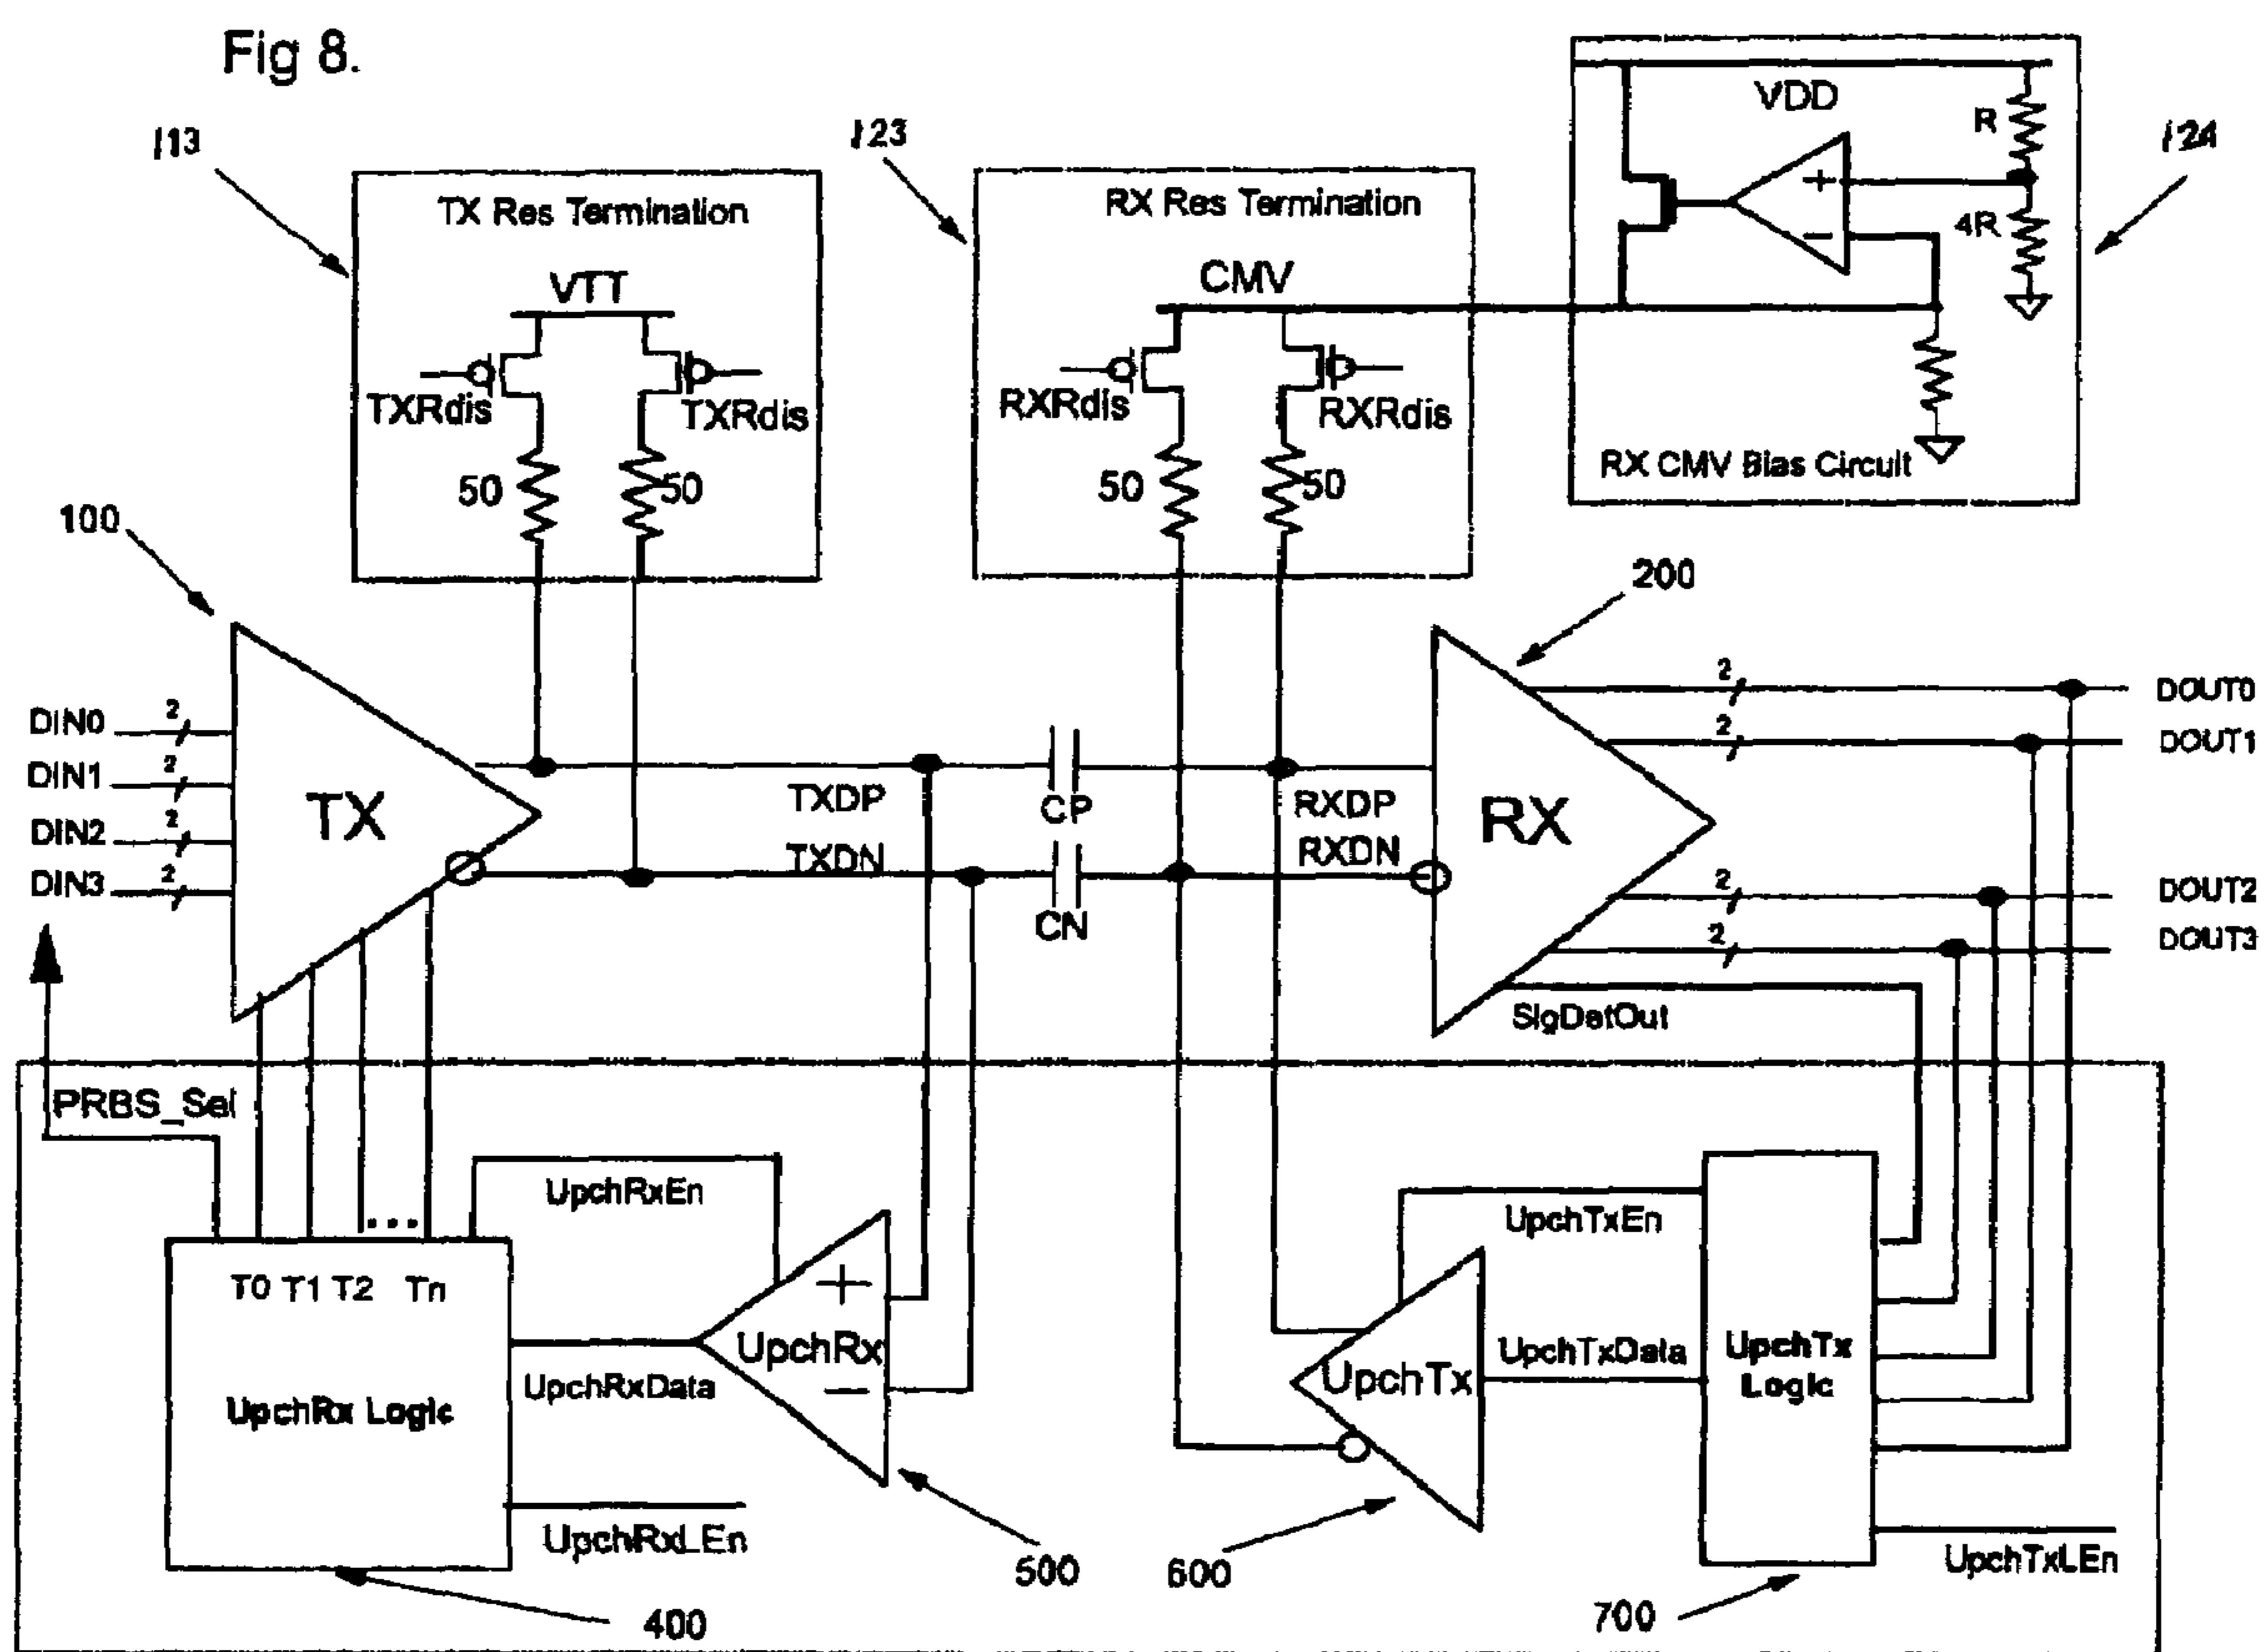 Fig 8.
113
123
124
TX Res Termination
VTT
TXRdis
TXRdis
50
50
RX Res Termination
CMV
RXRdis
RXRdis
50
50
VDD
R
4R
+
−
RX CMV Bias Circuit
100
200
DIN0
2
DIN1
2
DIN2
2
DIN3
2
TX
TXDP
TXDN
CP
CN
RXDP
RXDN
RX
2
DOUT0
2
DOUT1
2
DOUT2
2
DOUT3
SigDetOut
PRBS_Sel
UpchRxEn
T0 T1 T2 ... Tn
UpchRx Logic
UpchRxData
+
UpchRx
−
UpchRxLEn
UpchTxEn
UpchTx
UpchTxData
UpchTx
Logic
UpchTxLEn
400
500
600
700